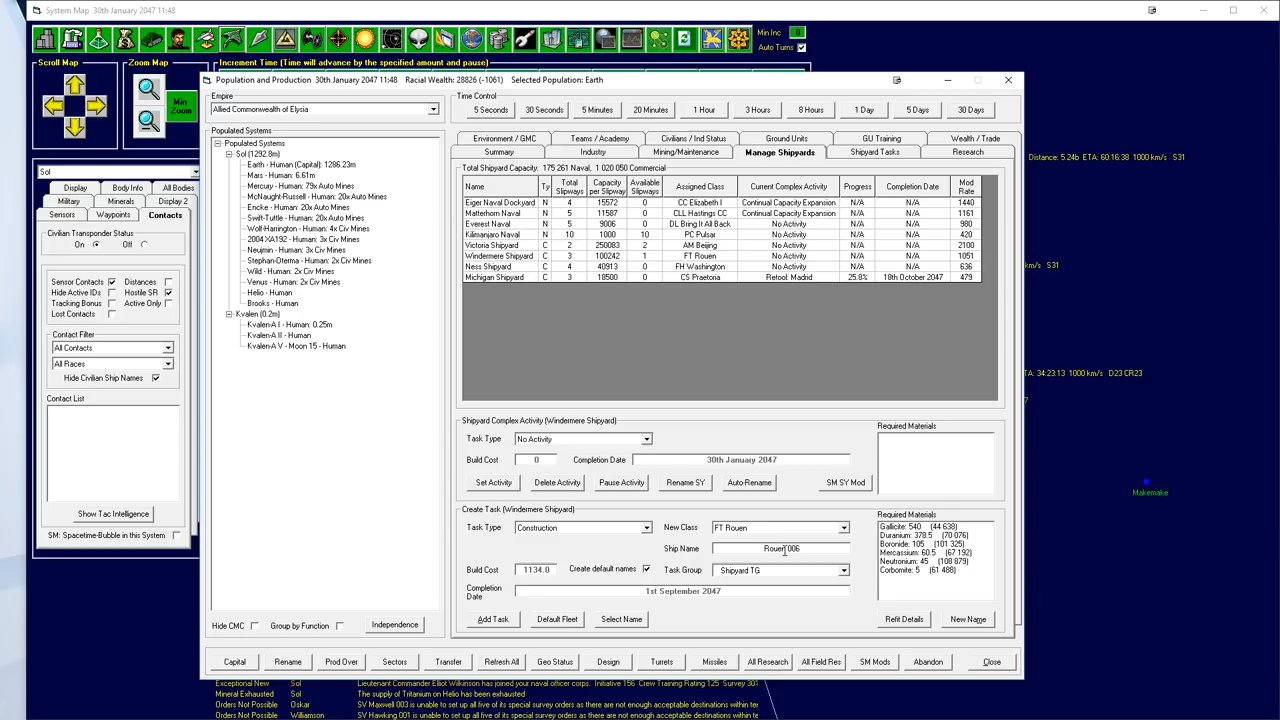 System Map 30th January 2047 11:48
Min Inc 0
Auto Turns
Scroll Map
Zoom Map
Increment Time (Time will advance by the specified amount and pause)
Min Zoom
Sol
Display Body Info All Bodies
Military Minerals Display 2
Sensors Waypoints Contacts
Civilian Transponder Status
On Off
Sensor Contacts Distances
Hide Active IDs Hostile SR
Tracking Bonus Active Only
Lost Contacts
Contact Filter
All Contacts
All Races
Hide Civilian Ship Names
Contact List
Show Tac Intelligence
SM: Spacetime-Bubble in this System
Population and Production 30th January 2047 11:48 Racial Wealth: 28826 (-1061) Selected Population: Earth
Empire
Allied Commonwealth of Elysia
Time Control
5 Seconds 30 Seconds 5 Minutes 20 Minutes 1 Hour 3 Hours 8 Hours 1 Day 5 Days 30 Days
Populated Systems
Populated Systems
Sol (1292.8m)
Earth - Human (Capital): 1286.23m
Mars - Human: 6.61m
Mercury - Human: 79x Auto Mines
McNaught-Russell - Human: 20x Auto Mines
Encke - Human: 20x Auto Mines
Swift-Tuttle - Human: 20x Auto Mines
Wolf-Harrington - Human: 4x Civ Mines
2004 XA192 - Human: 3x Civ Mines
Neujmin - Human: 3x Civ Mines
Stephan-Oterma - Human: 2x Civ Mines
Wild - Human: 2x Civ Mines
Venus - Human: 2x Civ Mines
Helio - Human
Brooks - Human
Kvalen (0.2m)
Kvalen-A I - Human: 0.25m
Kvalen-A II - Human
Kvalen-A V - Moon 15 - Human
Hide CMC Group by Function Independence
Environment / GMC Teams / Academy Civilians / Ind Status Ground Units GU Training Wealth / Trade
Summary Industry Mining/Maintenance Manage Shipyards Shipyard Tasks Research
Total Shipyard Capacity: 175 261 Naval, 1 020 050 Commercial
Name Ty Total Slipways Capacity per Slipway Available Slipways Assigned Class Current Complex Activity Progress Completion Date Mod Rate
Eiger Naval Dockyard N 4 15572 0 CC Elizabeth I Continual Capacity Expansion N/A N/A 1440
Matterhorn Naval N 5 11587 0 CLL Hastings CC Continual Capacity Expansion N/A N/A 1161
Everest Naval N 5 9006 0 DL Bring It All Back No Activity N/A N/A 980
Kilimanjaro Naval N 10 1000 10 PC Pulsar No Activity N/A N/A 420
Victoria Shipyard C 2 250083 2 AM Beijing No Activity N/A N/A 2100
Windermere Shipyard C 3 100242 1 FT Rouen No Activity N/A N/A 1051
Ness Shipyard C 4 40913 0 FH Washington No Activity N/A N/A 636
Michigan Shipyard C 3 18500 0 CS Praetoria Retool: Madrid 25.8% 18th October 2047 479
Shipyard Complex Activity (Windermere Shipyard)
Required Materials
Task Type No Activity
Build Cost 0 Completion Date 30th January 2047
Set Activity Delete Activity Pause Activity Rename SY Auto-Rename SM SY Mod
Create Task (Windermere Shipyard)
Required Materials
Task Type Construction New Class FT Rouen
Ship Name Rouen 006
Build Cost 1134.0 Create default names Task Group Shipyard TG
Completion Date 1st September 2047
Gallicite: 540 (44 638)
Duranium: 378.5 (70 076)
Boronide: 105 (101 325)
Mercassium: 60.5 (67 192)
Neutronium: 45 (108 879)
Corbomite: 5 (61 488)
Add Task Default Fleet Select Name Refit Details New Name
Capital Rename Prod Over Sectors Transfer Refresh All Geo Status Design Turrets Missiles All Research All Field Res SM Mods Abandon Close
Distance: 5.24b ETA: 60:16:38 1000 km/s S31
km/s S31
ETA: 34:23:13 1000 km/s D23 CR23
Makemake
Exceptional New Sol Lieutenant Commander Elliot Wilkinson has joined your naval officer corps. Initiative 156 Crew Training Rating 125 Survey 30%
Mineral Exhausted Sol The supply of Tritanium on Helio has been exhausted
Orders Not Possible Oskar SV Maxwell 003 is unable to set up all five of its special survey orders as there are not enough acceptable destinations within te
Orders Not Possible Williamson SV Hawking 001 is unable to set up all five of its special survey orders as there are not enough acceptable destinations within te